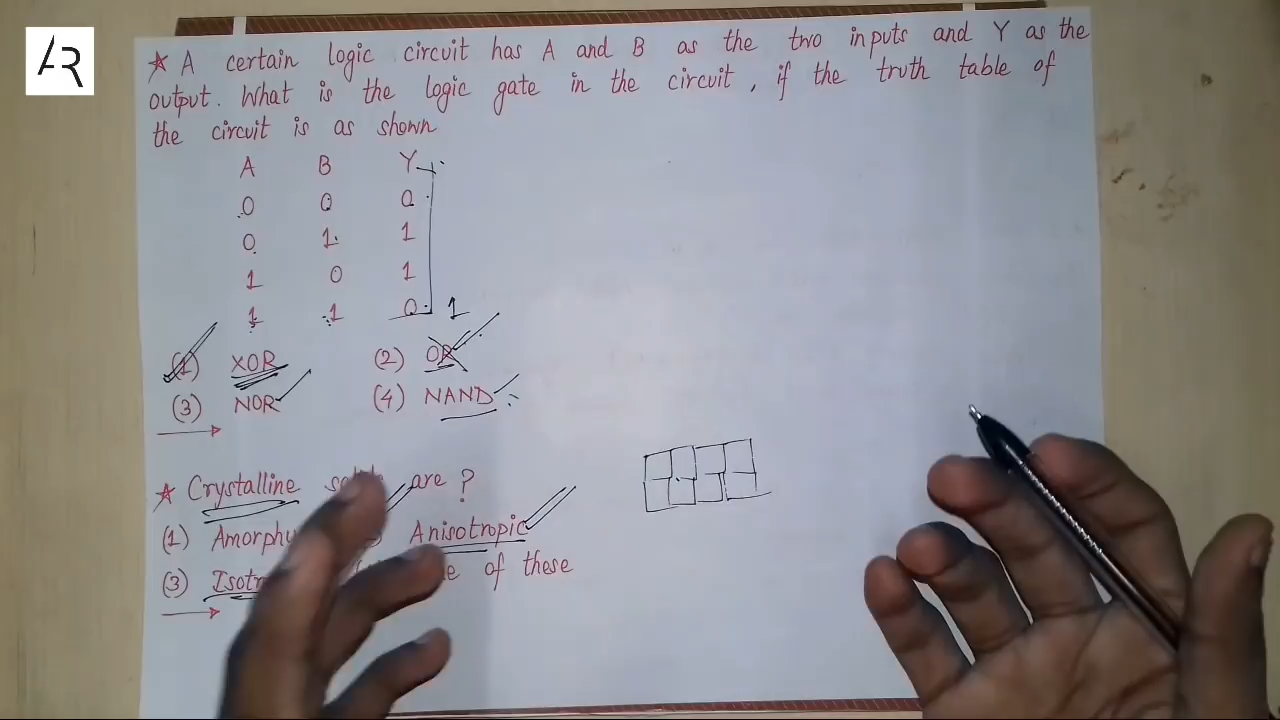 AR
★ A certain logic circuit has A and B as the two inputs and Y as the
output. What is the logic gate in the circuit, if the truth table of
the circuit is as shown
A B Y
0 0 0
0 1 1
1 0 1
1 1 0 1
(1) XOR (2) OR
(3) NOR (4) NAND
★ Crystalline are ?
(1) Anisotropic
(3) of these